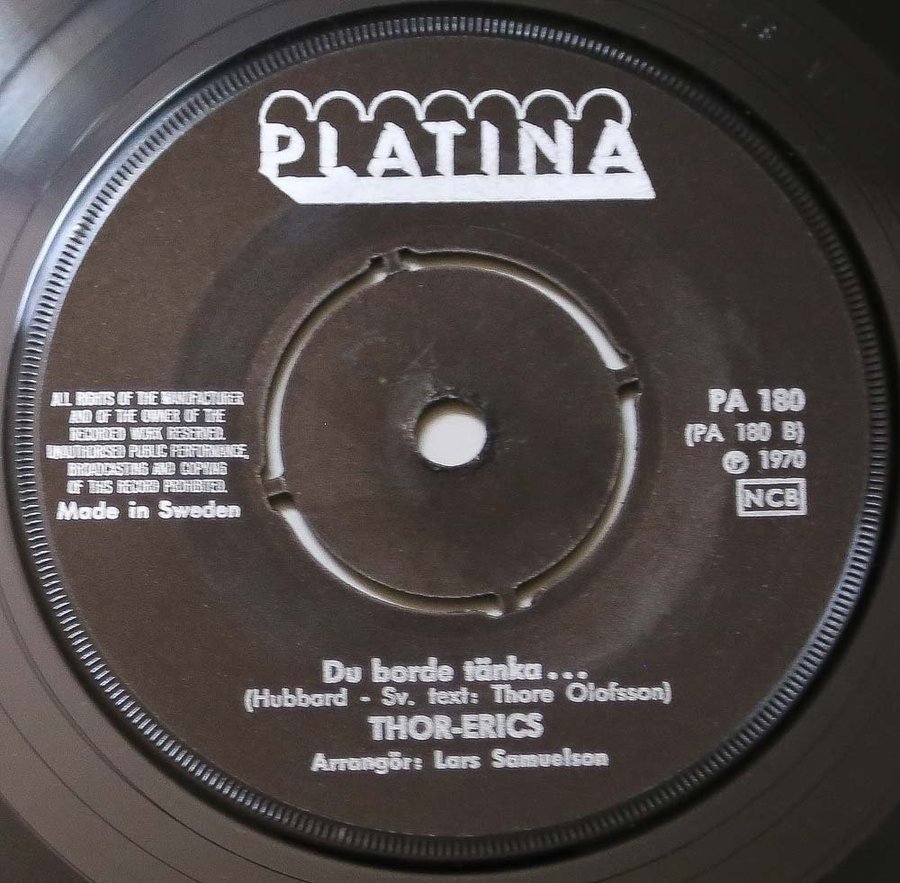 PLATINA
ALL RIGHTS OF THE MANUFACTURER
AND OF THE OWNER OF THE
RECORDED WORK RESERVED.
UNAUTHORISED PUBLIC PERFORMANCE,
BROADCASTING AND COPYING
OF THIS RECORD PROHIBITED.
Made in Sweden
PA 180
(PA 180 B)
℗ 1970
NCB
Du borde tänka...
(Hubbard - Sv. text: Thore Olofsson)
THOR-ERICS
Arrangör: Lars Samuelson